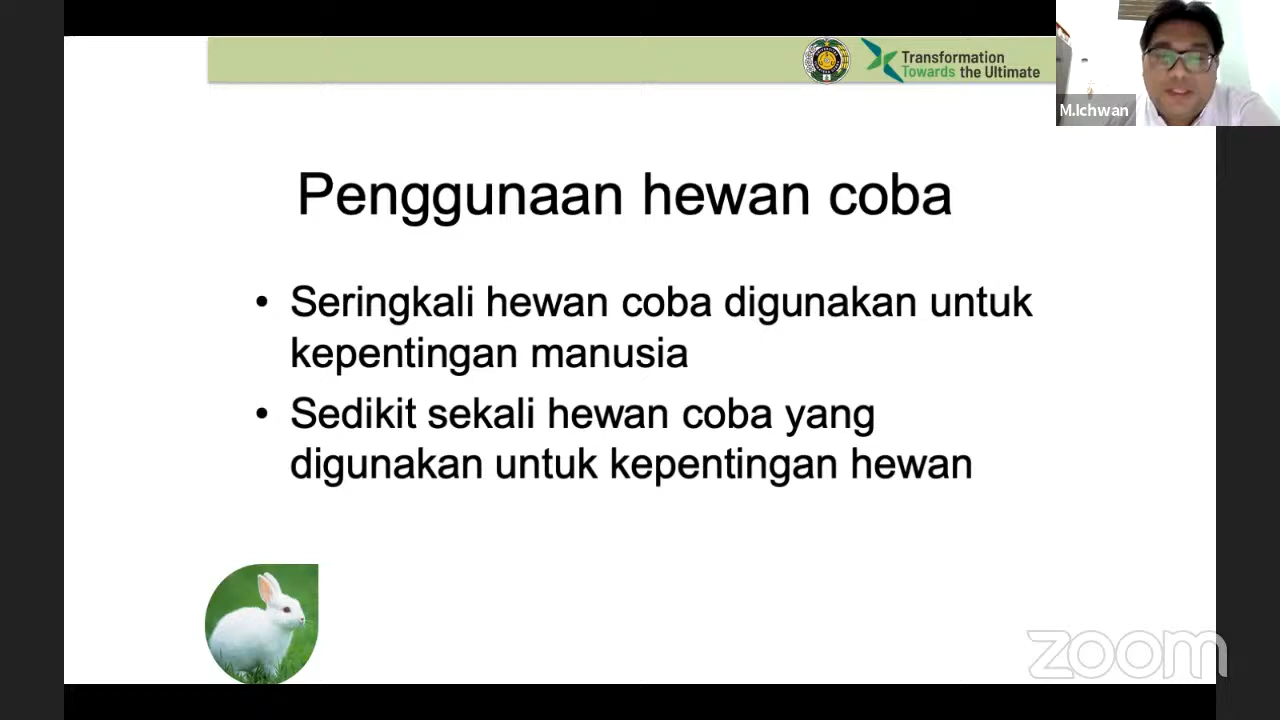 Transformation
Towards the Ultimate
M.Ichwan
Penggunaan hewan coba
• Seringkali hewan coba digunakan untuk
kepentingan manusia
• Sedikit sekali hewan coba yang
digunakan untuk kepentingan hewan
zoom